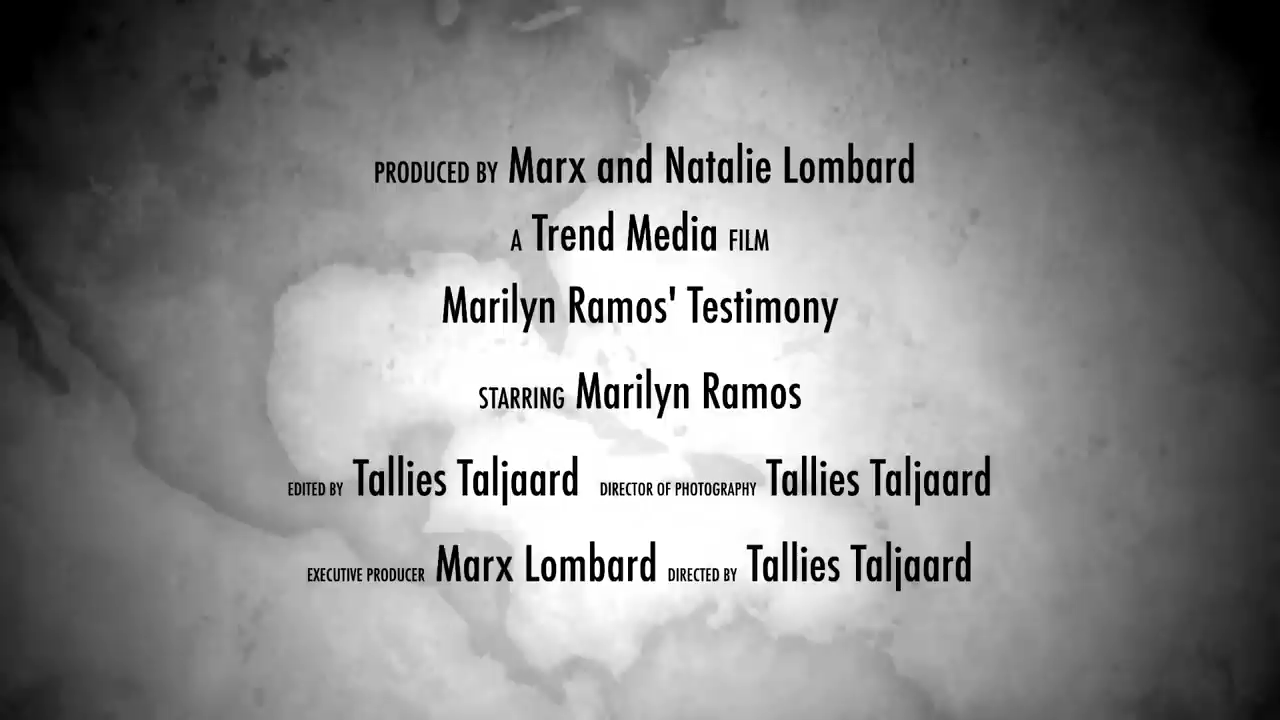 PRODUCED BY Marx and Natalie Lombard
A Trend Media FILM
Marilyn Ramos' Testimony
STARRING Marilyn Ramos
EDITED BY Tallies Taljaard DIRECTOR OF PHOTOGRAPHY Tallies Taljaard
EXECUTIVE PRODUCER Marx Lombard DIRECTED BY Tallies Taljaard